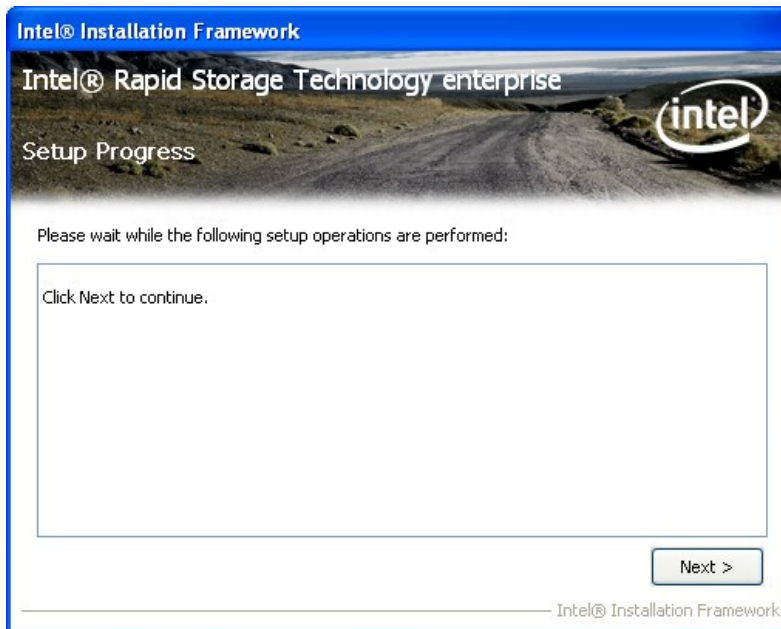 Intel® Installation Framework
Intel® Rapid Storage Technology enterprise
(intel)
Setup Progress
Please wait while the following setup operations are performed:
Click Next to continue.
Next >
Intel® Installation Framework